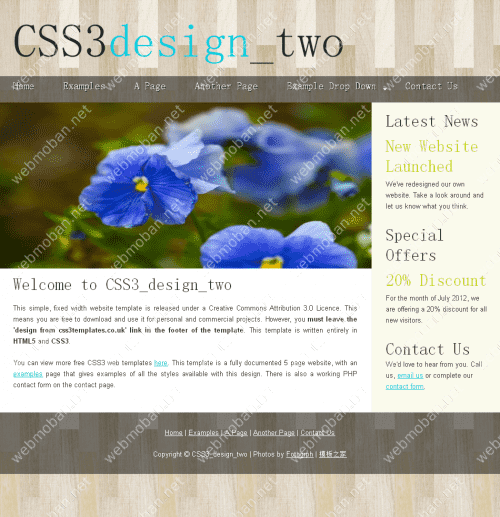 CSS3design_two
Home Examples A Page Another Page Example Drop Down Contact Us
Latest News
New Website
Launched
We've redesigned our own
website. Take a look around and
let us know what you think.
Special
Offers
20% Discount
For the month of July 2012, we
are offering a 20% discount for all
new visitors.
Contact Us
We'd love to hear from you. Call
us, email us or complete our
contact form.
Welcome to CSS3_design_two
This simple, fixed width website template is released under a Creative Commons Attribution 3.0 Licence. This
means you are free to download and use it for personal and commercial projects. However, you must leave the
'design from css3templates.co.uk' link in the footer of the template. This template is written entirely in
HTML5 and CSS3.
You can view more free CSS3 web templates here. This template is a fully documented 5 page website, with an
examples page that gives examples of all the styles available with this design. There is also a working PHP
contact form on the contact page.
Home | Examples | A Page | Another Page | Contact Us
Copyright © CSS3_design_two | Photos by Fotogrph | 模板之家
webmoban.net